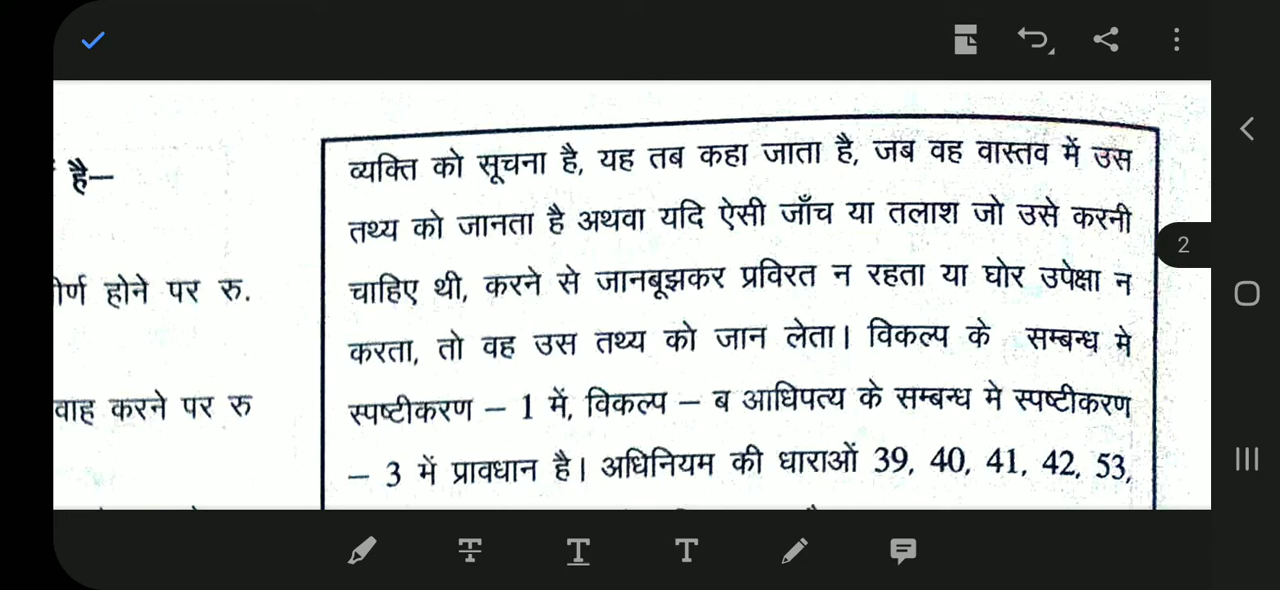 है—
होने पर रु.
करने पर रु
व्यक्ति को सूचना है, यह तब कहा जाता है, जब वह वास्तव में उस
तथ्य को जानता है अथवा यदि ऐसी जाँच या तलाश जो उसे करनी
चाहिए थी, करने से जानबूझकर प्रविरत न रहता या घोर उपेक्षा न
करता, तो वह उस तथ्य को जान लेता। विकल्प के सम्बन्ध मे
स्पष्टीकरण – 1 में, विकल्प – ब आधिपत्य के सम्बन्ध मे स्पष्टीकरण
– 3 में प्रावधान है। अधिनियम की धाराओं 39, 40, 41, 42, 53,
2